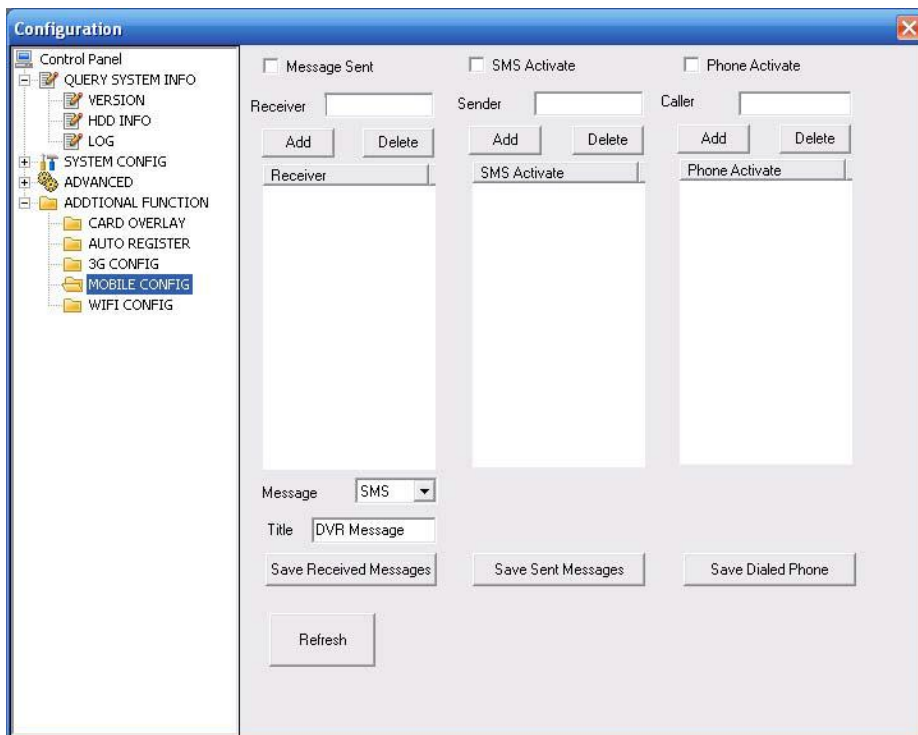 Configuration
Control Panel
QUERY SYSTEM INFO
VERSION
HDD INFO
LOG
SYSTEM CONFIG
ADVANCED
ADDTIONAL FUNCTION
CARD OVERLAY
AUTO REGISTER
3G CONFIG
MOBILE CONFIG
WIFI CONFIG
Message Sent
SMS Activate
Phone Activate
Receiver
Sender
Caller
Add
Delete
Add
Delete
Add
Delete
Receiver
SMS Activate
Phone Activate
Message
SMS
Title
DVR Message
Save Received Messages
Save Sent Messages
Save Dialed Phone
Refresh